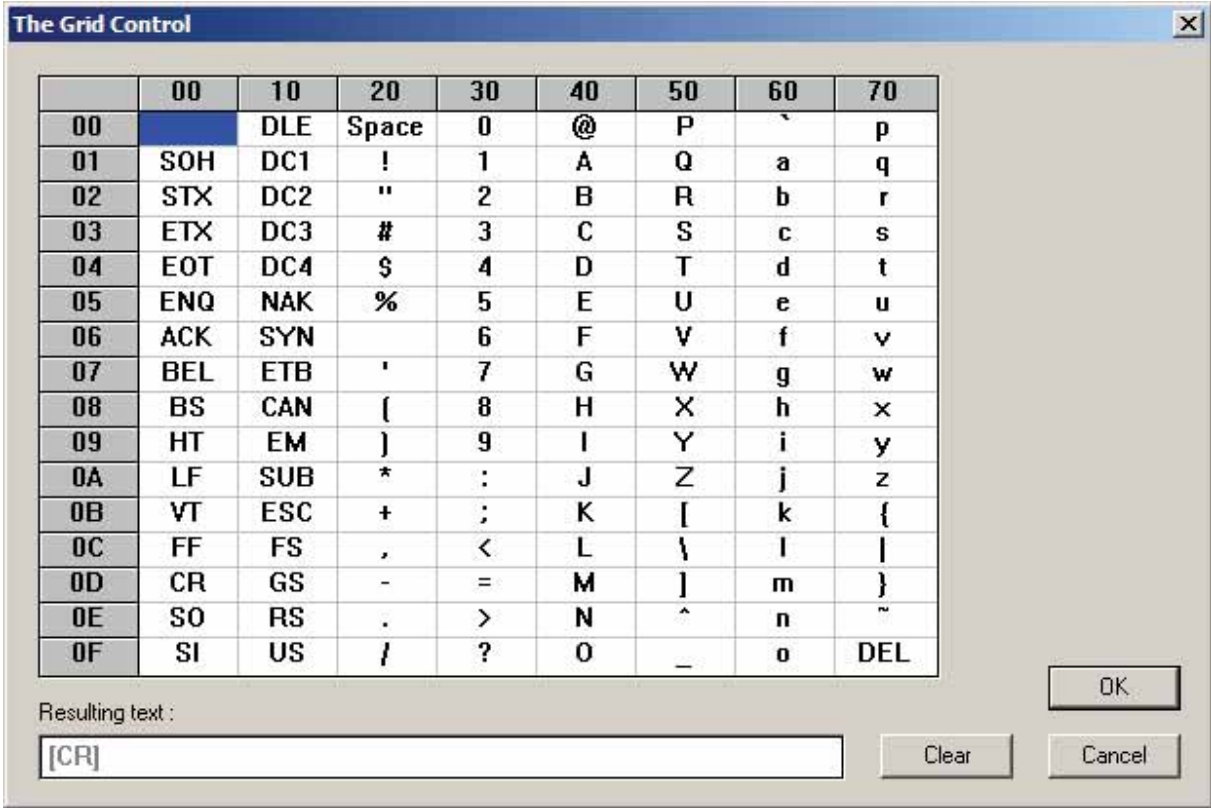 The Grid Control
00 10 20 30 40 50 60 70
00 DLE Space 0 @ P ` p
01 SOH DC1 ! 1 A Q a q
02 STX DC2 " 2 B R b r
03 ETX DC3 # 3 C S c s
04 EOT DC4 $ 4 D T d t
05 ENQ NAK % 5 E U e u
06 ACK SYN 6 F V f v
07 BEL ETB ' 7 G W g w
08 BS CAN ( 8 H X h x
09 HT EM ) 9 I Y i y
0A LF SUB * : J Z j z
0B VT ESC + ; K [ k {
0C FF FS , < L \ l |
0D CR GS - = M ] m }
0E SO RS . > N ^ n ~
0F SI US / ? O _ o DEL
OK
Resulting text :
[CR]
Clear
Cancel